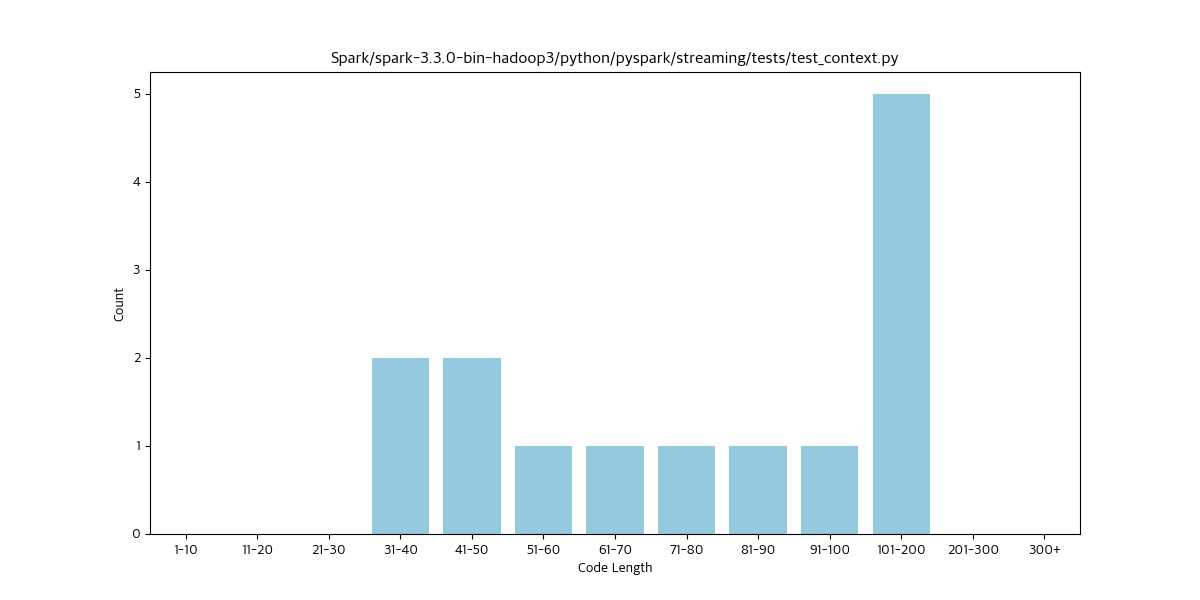 Spark/spark-3.3.0-bin-hadoop3/python/pyspark/streaming/tests/test_context.py
5
4
3
2
1
0
Count
1-10 11-20 21-30 31-40 41-50 51-60 61-70 71-80 81-90 91-100 101-200 201-300 300+
Code Length